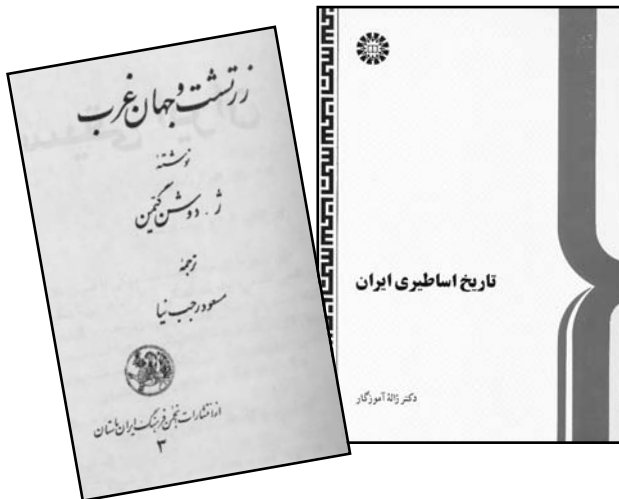 زرتشت و جهان غرب
نوشته
ژ. دوشن گیمن
ترجمهٔ
مسعود رجب نیا
از انتشارات انجمن فرهنگ ایران باستان
۳
تاریخ اساطیری ایران
دکتر ژالهٔ آموزگار